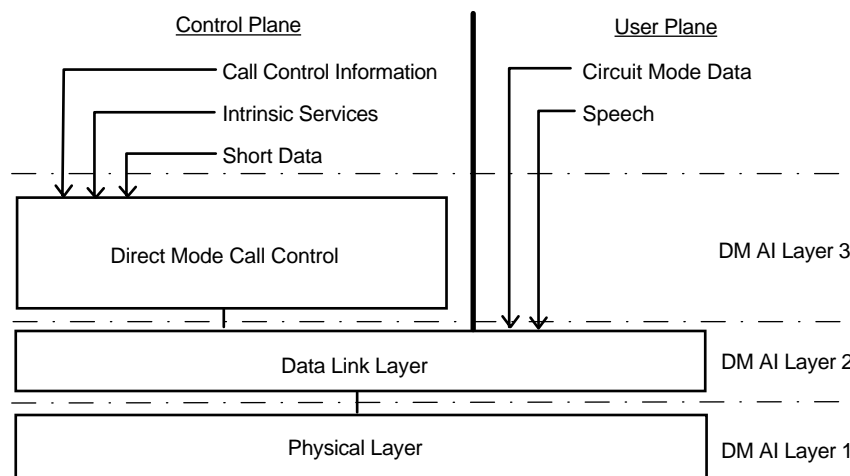 Control Plane
User Plane
Call Control Information
Circuit Mode Data
Intrinsic Services
Speech
Short Data
Direct Mode Call Control
DM AI Layer 3
Data Link Layer
DM AI Layer 2
Physical Layer
DM AI Layer 1